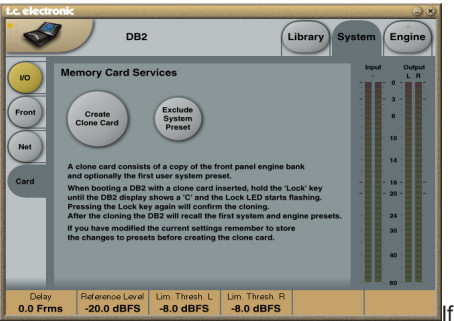 t.c. electronic
DB2
Library
System
Engine
I/O
Front
Net
Card
Memory Card Services
Create
Clone Card
Exclude
System
Preset
A clone card consists of a copy of the front panel engine bank
and optionally the first user system preset.
When booting a DB2 with a clone card inserted, hold the 'Lock' key
until the DB2 display shows a 'C' and the Lock LED starts flashing.
Pressing the Lock key again will confirm the cloning.
After the cloning the DB2 will recall the first system and engine presets.
If you have modified the current settings remember to store
the changes to presets before creating the clone card.
Input Output
L R
0
3
8
10
14
18
20
24
30
40
60
Delay Reference Level Lim. Thresh. L Lim. Thresh. R
0.0 Frms -20.0 dBFS -8.0 dBFS -8.0 dBFS
If